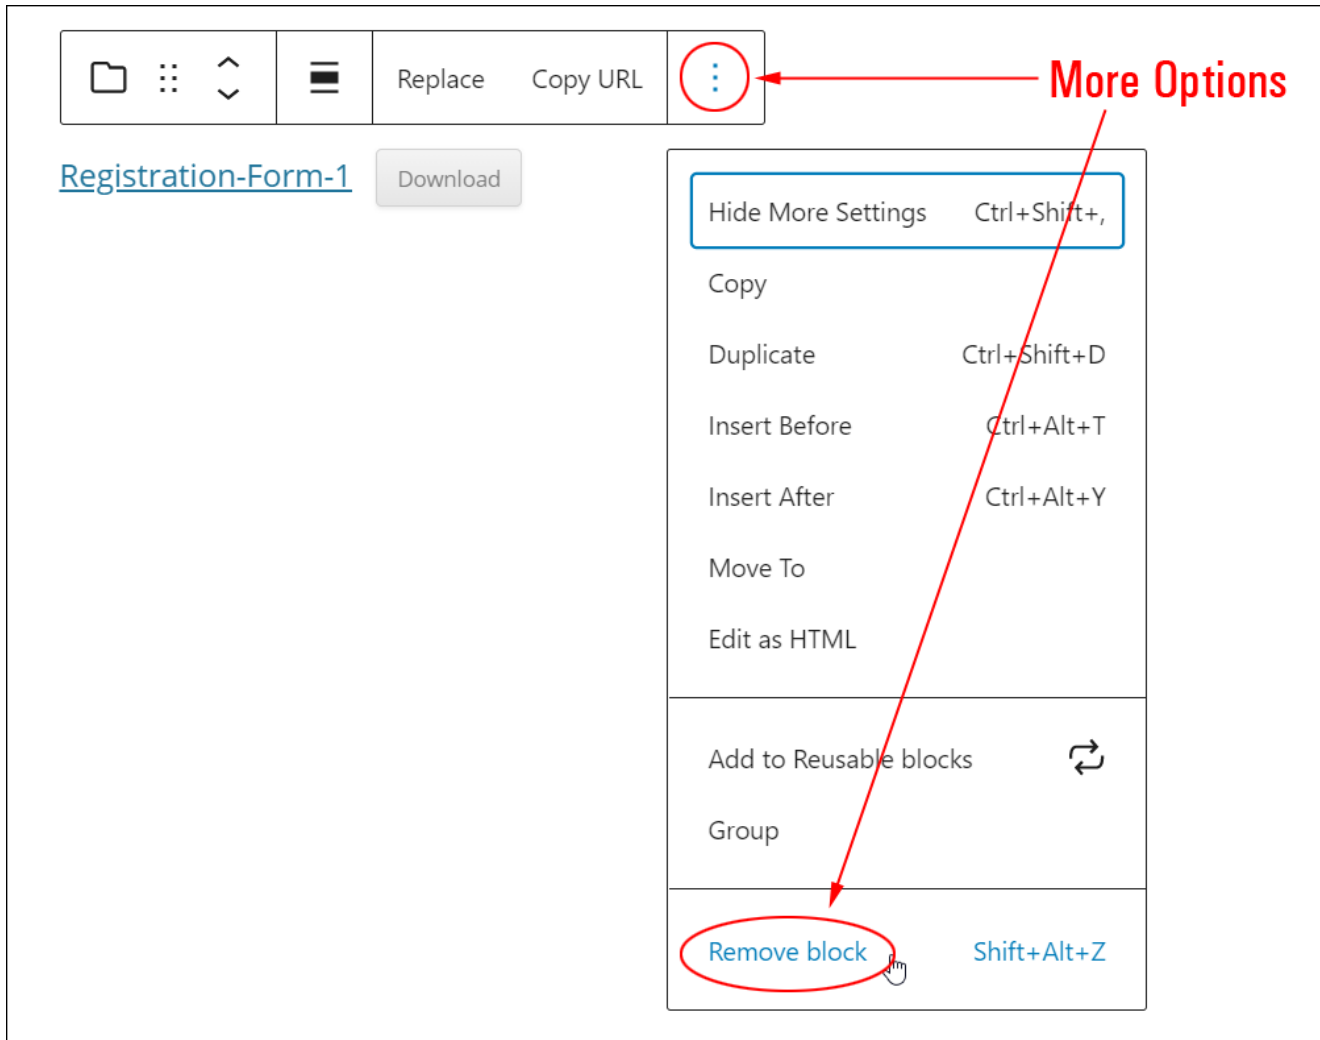 Replace Copy URL More Options
Registration-Form-1 Download
Hide More Settings Ctrl+Shift+,
Copy
Duplicate Ctrl+Shift+D
Insert Before Ctrl+Alt+T
Insert After Ctrl+Alt+Y
Move To
Edit as HTML
Add to Reusable blocks
Group
Remove block Shift+Alt+Z